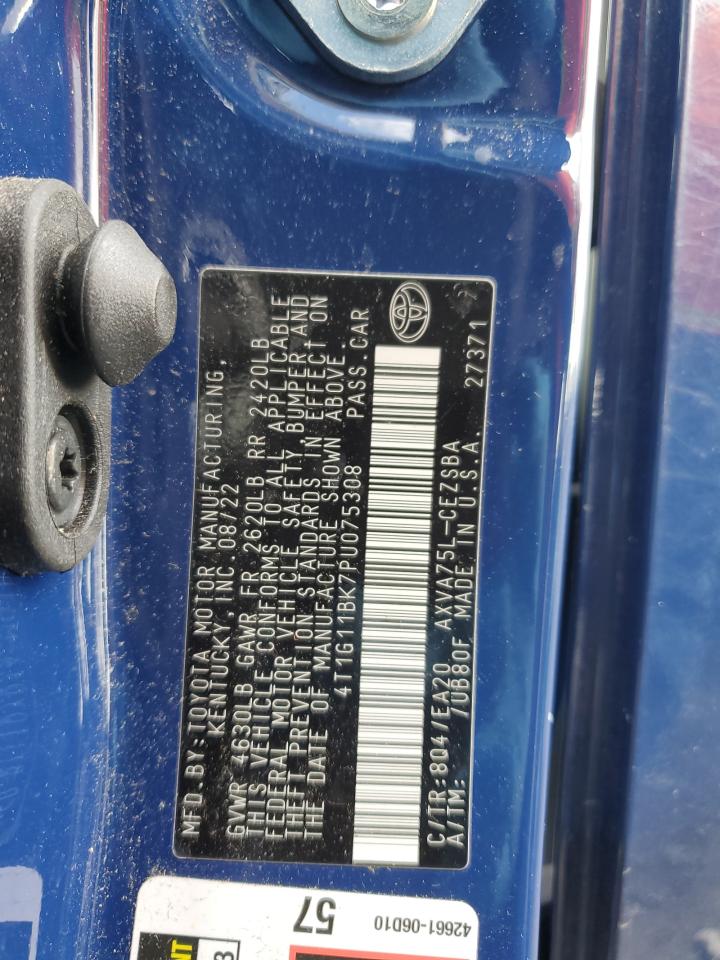 MFD.BY:TOYOTA MOTOR MANUFACTURING,
KENTUCKY,INC 08/22
GVWR 4630LB GAWR FR 2620LB RR 2420LB
THIS VEHICLE CONFORMS TO ALL APPLICABLE
FEDERAL MOTOR VEHICLE SAFETY,BUMPER AND
THEFT PREVENTION STANDARDS IN EFFECT ON
THE DATE OF MANUFACTURE SHOWN ABOVE.
4T1G11BK7PU075308 PASS.CAR
C/TR:8Q4/EA20 AXVA75L-CEZSBA
A/TM: /UB80F MADE IN U.S.A. 27371
57
42661-06D10